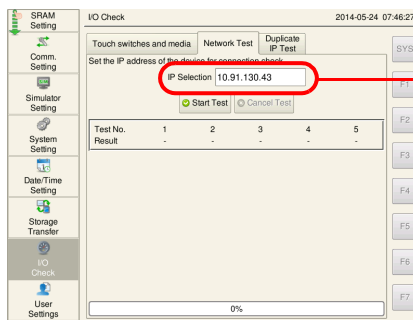 SRAM
Setting
I/O Check
2014-05-24 07:46:27
Comm.
Setting
Simulator
Setting
System
Setting
Date/Time
Setting
Storage
Transfer
I/O
Check
User
Settings
Touch switches and media
Network Test
Duplicate
IP Test
Set the IP address of the device for connection check.
IP Selection 10.91.130.43
Start Test
Cancel Test
Test No. 1 2 3 4 5
Result - - - - -
0%
SYS
F1
F2
F3
F4
F5
F6
F7